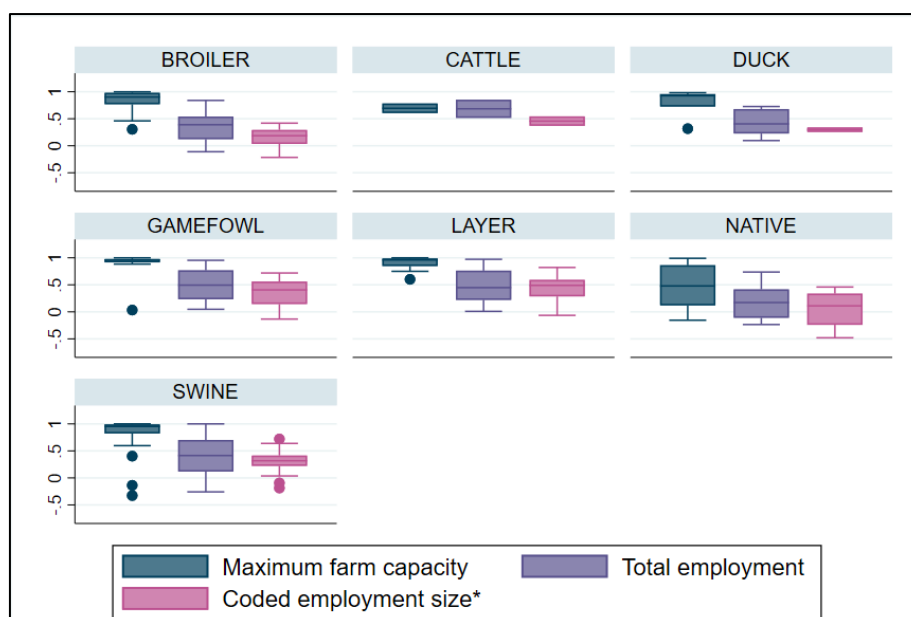 BROILER CATTLE DUCK
1
.5
0
-.5
GAMEFOWL LAYER NATIVE
1
.5
0
-.5
SWINE
1
.5
0
-.5
Maximum farm capacity Total employment
Coded employment size*